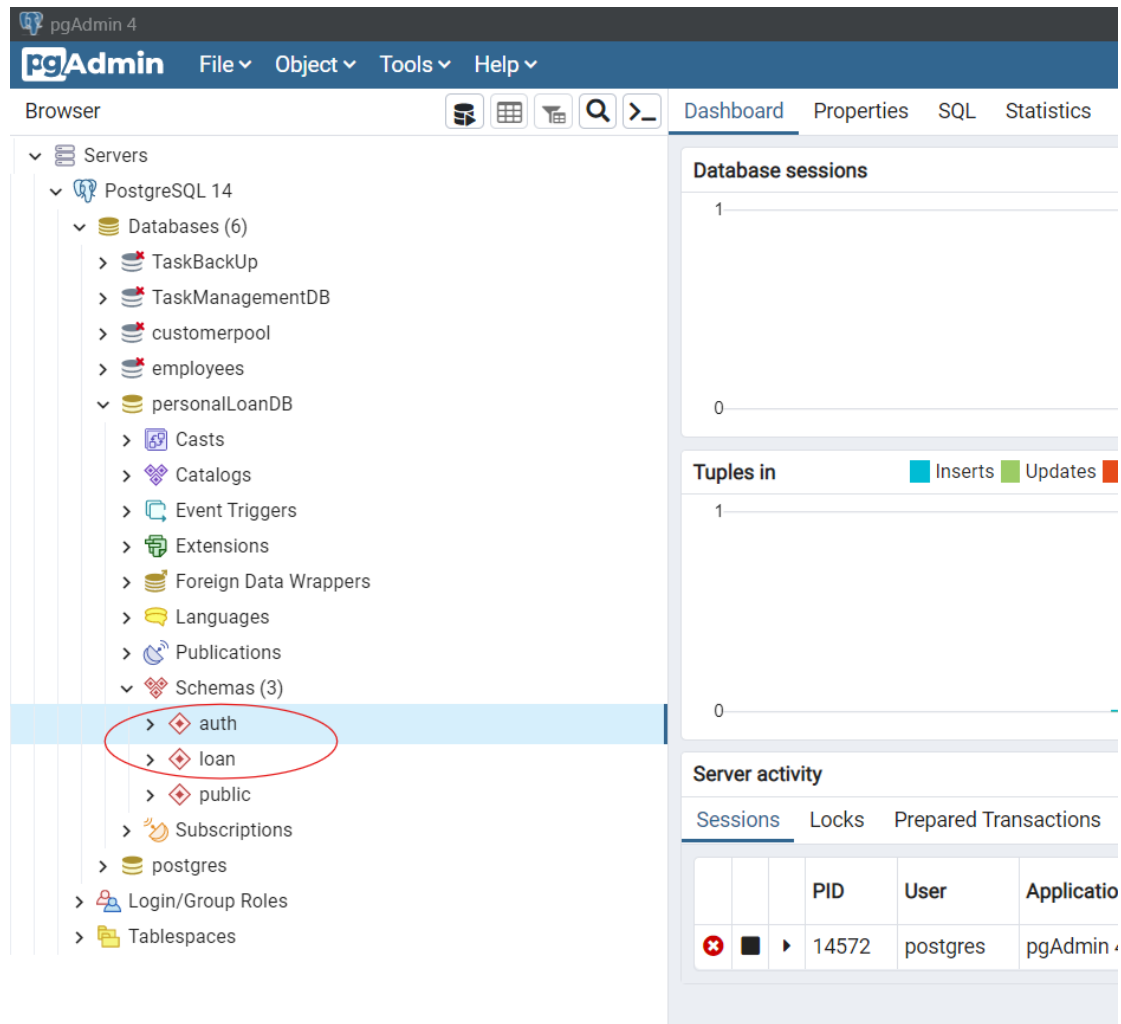 pgAdmin 4
pgAdmin File Object Tools Help
Browser
Dashboard Properties SQL Statistics
Servers
PostgreSQL 14
Databases (6)
TaskBackUp
TaskManagementDB
customerpool
employees
personalLoanDB
Casts
Catalogs
Event Triggers
Extensions
Foreign Data Wrappers
Languages
Publications
Schemas (3)
auth
loan
public
Subscriptions
postgres
Login/Group Roles
Tablespaces
Database sessions
1
0
Tuples in Inserts Updates
1
0
Server activity
Sessions Locks Prepared Transactions
PID User Applicatio
14572 postgres pgAdmin